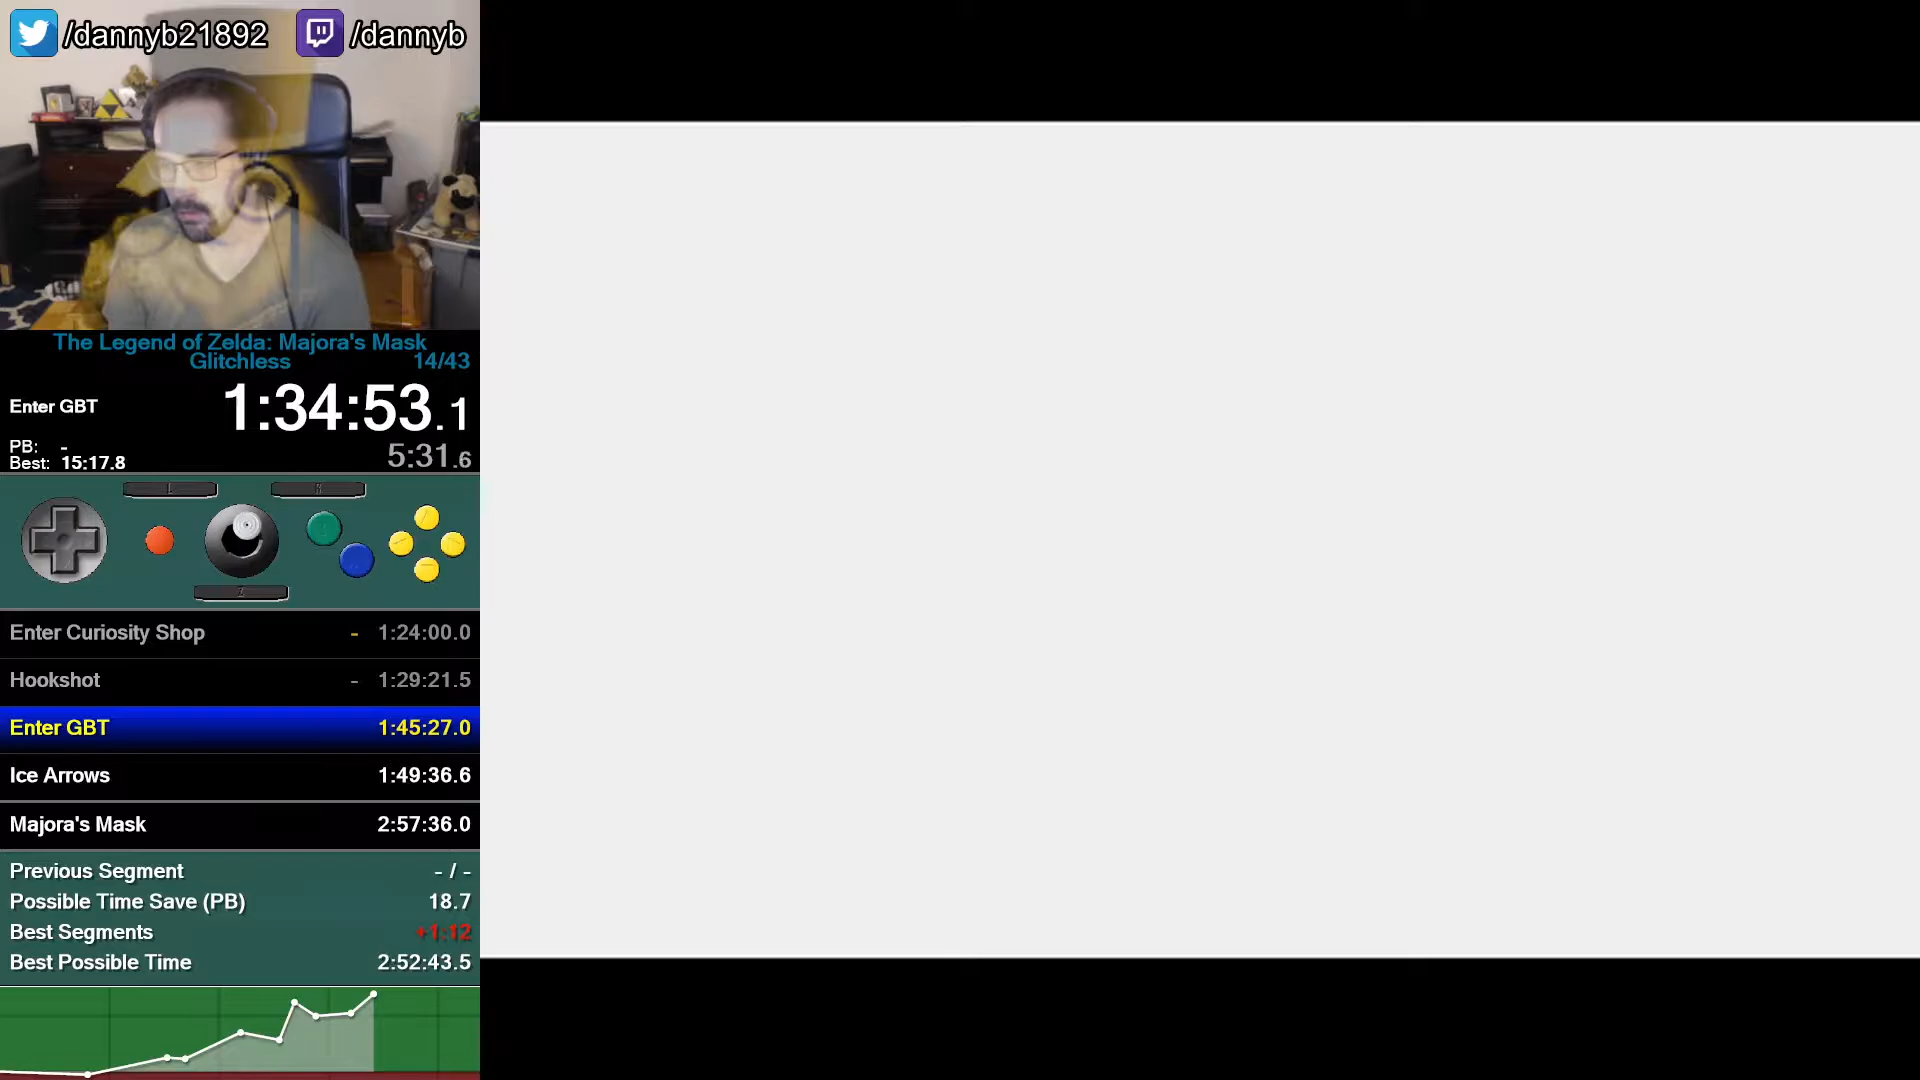 /dannyb21892 /dannyb
The Legend of Zelda: Majora's Mask
Glitchless 14/43
Enter GBT 1:34:53.1
PB: -
Best: 15:17.8 5:31.6
L R
Z
Enter Curiosity Shop - 1:24:00.0
Hookshot - 1:29:21.5
Enter GBT 1:45:27.0
Ice Arrows 1:49:36.6
Majora's Mask 2:57:36.0
Previous Segment - / -
Possible Time Save (PB) 18.7
Best Segments +1:12
Best Possible Time 2:52:43.5